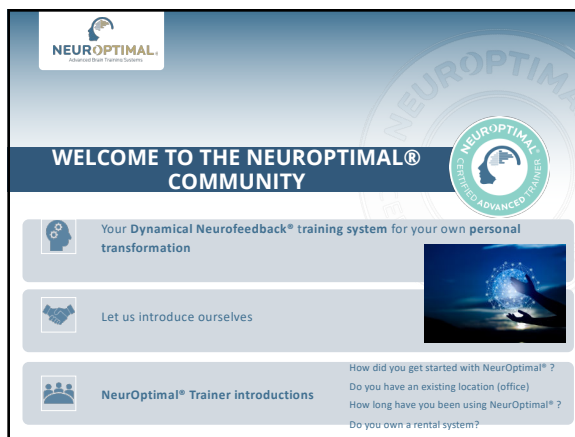 NEUROPTIMAL®
Advanced Brain Training Systems
NEUROPTIMAL
NEUROPTIMAL®
CERTIFIED ADVANCED TRAINER
WELCOME TO THE NEUROPTIMAL®
COMMUNITY
Your Dynamical Neurofeedback® training system for your own personal
transformation
Let us introduce ourselves
NeurOptimal® Trainer introductions
How did you get started with NeurOptimal® ?
Do you have an existing location (office)
How long have you been using NeurOptimal® ?
Do you own a rental system?